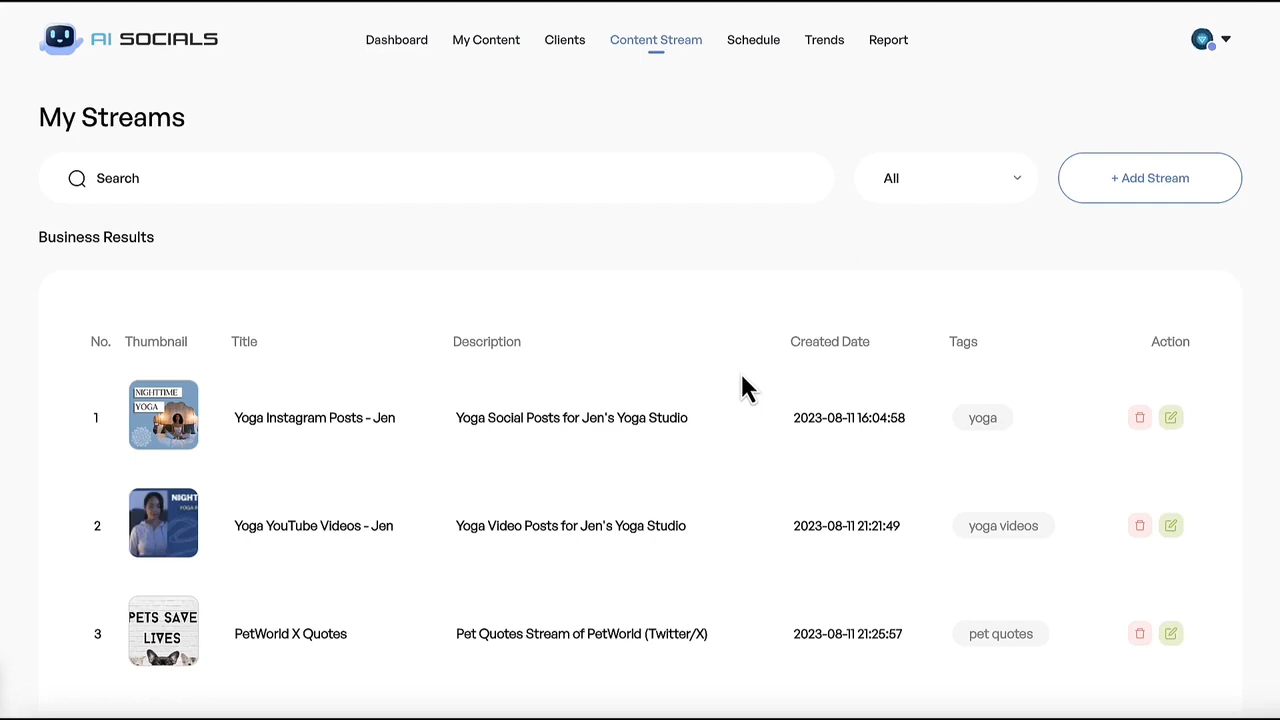 AI SOCIALS
Dashboard My Content Clients Content Stream Schedule Trends Report
My Streams
Search All + Add Stream
Business Results
No. Thumbnail Title Description Created Date Tags Action
NIGHTTIME
YOGA
1 Yoga Instagram Posts - Jen Yoga Social Posts for Jen's Yoga Studio 2023-08-11 16:04:58 yoga
NIGHT
2 Yoga YouTube Videos - Jen Yoga Video Posts for Jen's Yoga Studio 2023-08-11 21:21:49 yoga videos
PETS SAVE
LIVES
3 PetWorld X Quotes Pet Quotes Stream of PetWorld (Twitter/X) 2023-08-11 21:25:57 pet quotes